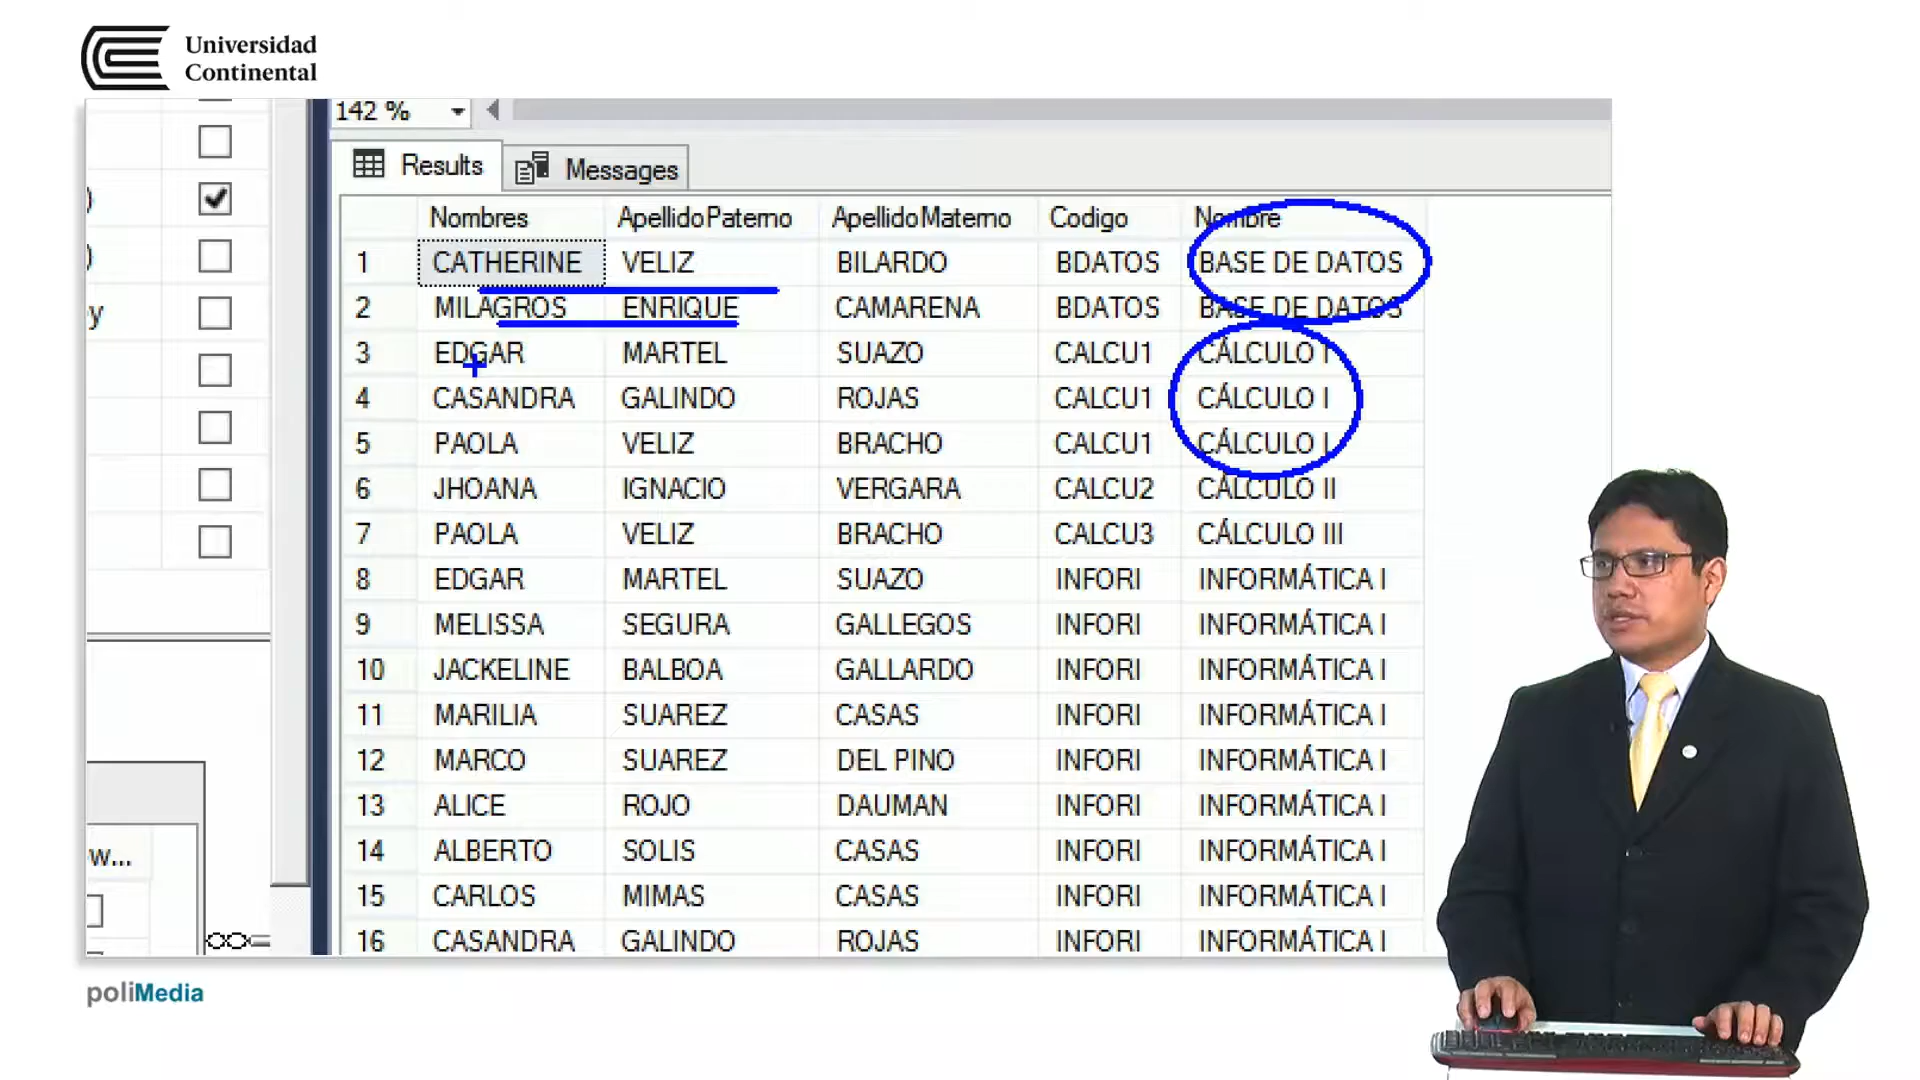 Universidad
Continental
142 %
Results Messages
Nombres ApellidoPaterno ApellidoMaterno Codigo Nombre
1 CATHERINE VELIZ BILARDO BDATOS BASE DE DATOS
2 MILAGROS ENRIQUE CAMARENA BDATOS BASE DE DATOS
3 EDGAR MARTEL SUAZO CALCU1 CÁLCULO I
4 CASANDRA GALINDO ROJAS CALCU1 CÁLCULO I
5 PAOLA VELIZ BRACHO CALCU1 CÁLCULO I
6 JHOANA IGNACIO VERGARA CALCU2 CÁLCULO II
7 PAOLA VELIZ BRACHO CALCU3 CÁLCULO III
8 EDGAR MARTEL SUAZO INFORI INFORMÁTICA I
9 MELISSA SEGURA GALLEGOS INFORI INFORMÁTICA I
10 JACKELINE BALBOA GALLARDO INFORI INFORMÁTICA I
11 MARILIA SUAREZ CASAS INFORI INFORMÁTICA I
12 MARCO SUAREZ DEL PINO INFORI INFORMÁTICA I
13 ALICE ROJO DAUMAN INFORI INFORMÁTICA I
14 ALBERTO SOLIS CASAS INFORI INFORMÁTICA I
15 CARLOS MIMAS CASAS INFORI INFORMÁTICA I
16 CASANDRA GALINDO ROJAS INFORI INFORMÁTICA I
)
)
y
w...
poliMedia